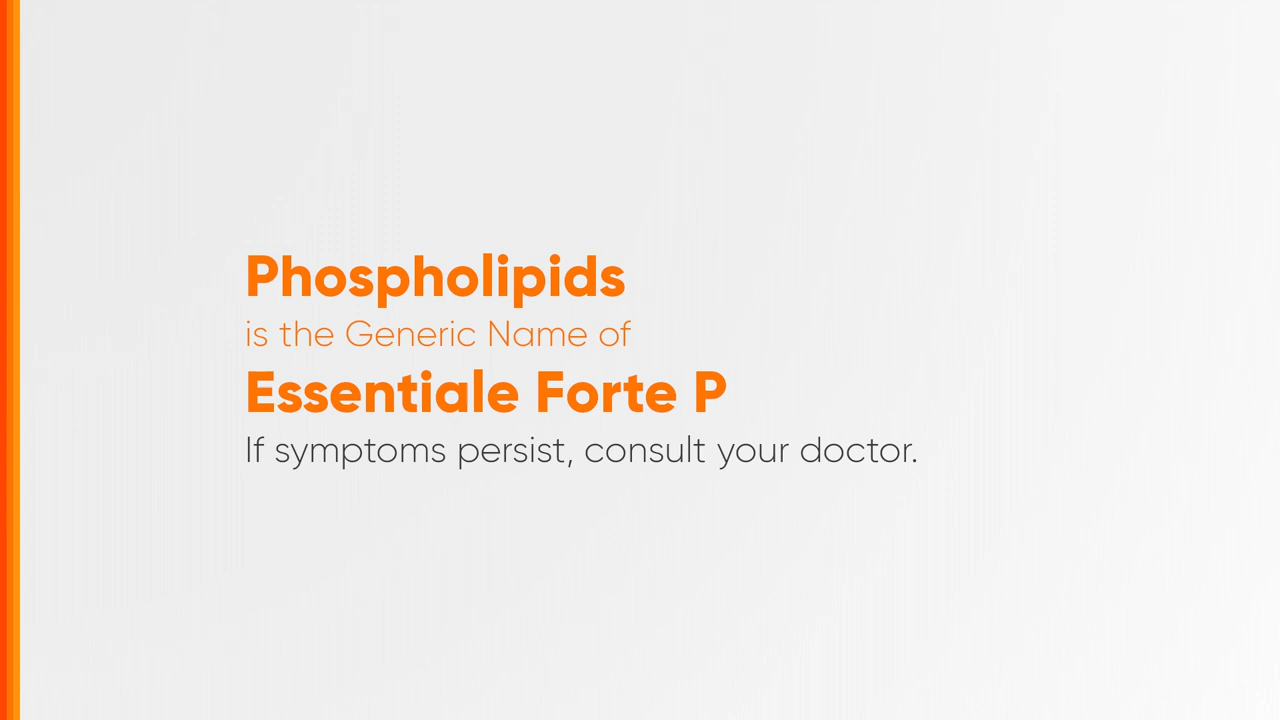 Phospholipids
is the Generic Name of
Essentiale Forte P
If symptoms persist, consult your doctor.